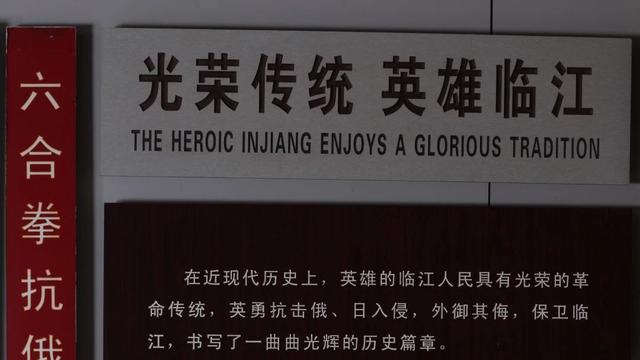 六合拳抗俄
光荣传统 英雄临江
THE HEROIC INJIANG ENJOYS A GLORIOUS TRADITION
在近现代历史上，英雄的临江人民具有光荣的革
命传统，英勇抗击俄、日入侵，外御其侮，保卫临
江，书写了一曲曲光辉的历史篇章。